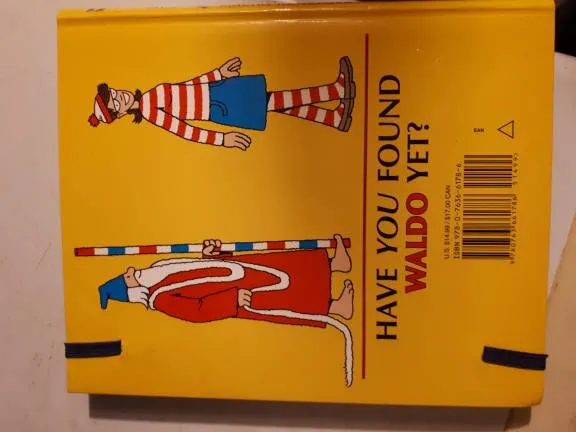 HAVE YOU FOUND
WALDO YET?
U.S. $14.99 / $17.00 CAN
ISBN 978-0-7636-6178-6
EAN